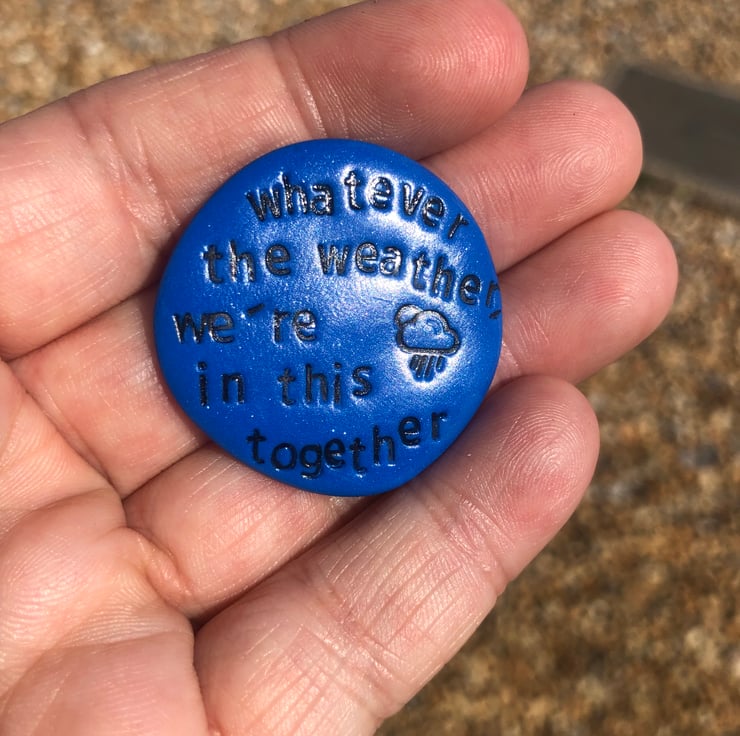 whatever
the weather,
we´re
in this
together